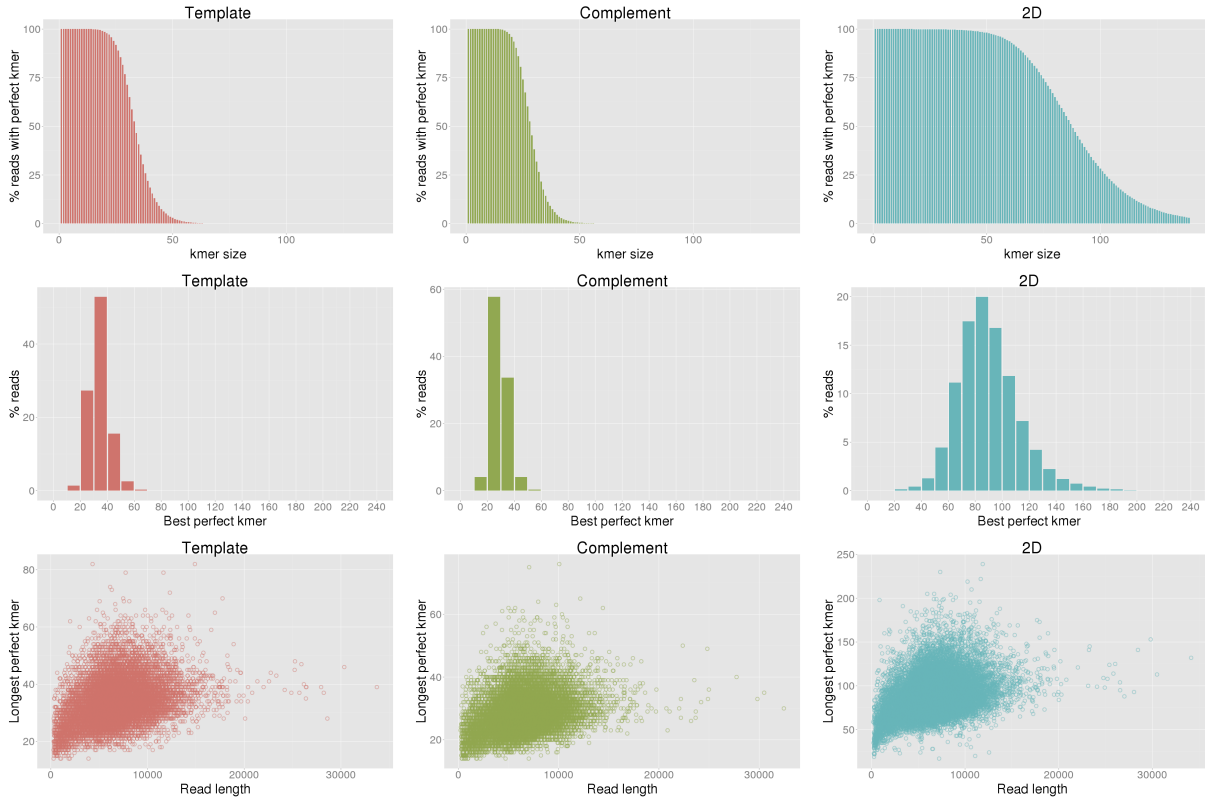 Template Complement 2D
% reads with perfect kmer
100
75
50
25
0
0 50 100
kmer size
% reads with perfect kmer
100
75
50
25
0
0 50 100
kmer size
% reads with perfect kmer
100
75
50
25
0
0 50 100
kmer size
Template Complement 2D
% reads
40
20
0
0 20 40 60 80 100 120 140 160 180 200 220 240
Best perfect kmer
% reads
60
40
20
0
0 20 40 60 80 100 120 140 160 180 200 220 240
Best perfect kmer
% reads
20
15
10
5
0
0 20 40 60 80 100 120 140 160 180 200 220 240
Best perfect kmer
Template Complement 2D
Longest perfect kmer
80
60
40
20
0 10000 20000 30000
Read length
Longest perfect kmer
60
40
20
0 10000 20000 30000
Read length
Longest perfect kmer
250
200
150
100
50
0 10000 20000 30000
Read length